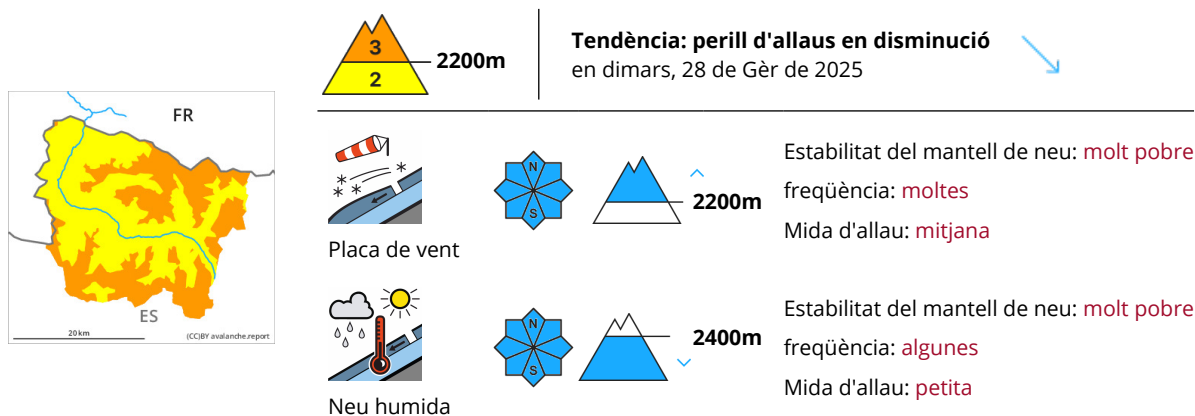 3
2
2200m
Tendència: perill d'allaus en disminució
en dimars, 28 de Gèr de 2025
FR
ES
20 km
(CC)BY avalanche.report
N
S
2200m
Placa de vent
Estabilitat del mantell de neu: molt pobre
freqüència: moltes
Mida d'allau: mitjana
N
S
2400m
Neu humida
Estabilitat del mantell de neu: molt pobre
freqüència: algunes
Mida d'allau: petita